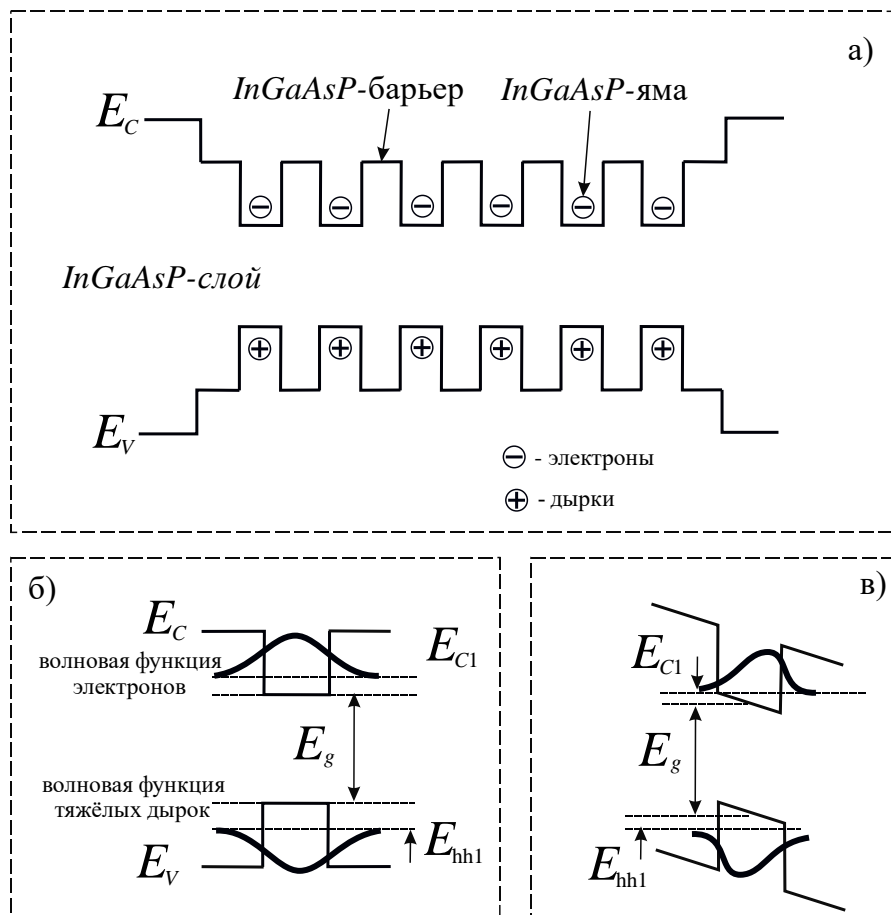 а)
InGaAsP-барьер
InGaAsP-яма
E_C
InGaAsP-слой
E_V
- электроны
- дырки
б)
E_C
волновая функция
электронов
E_C1
E_g
волновая функция
тяжёлых дырок
E_V
E_hh1
в)
E_C1
E_g
E_hh1